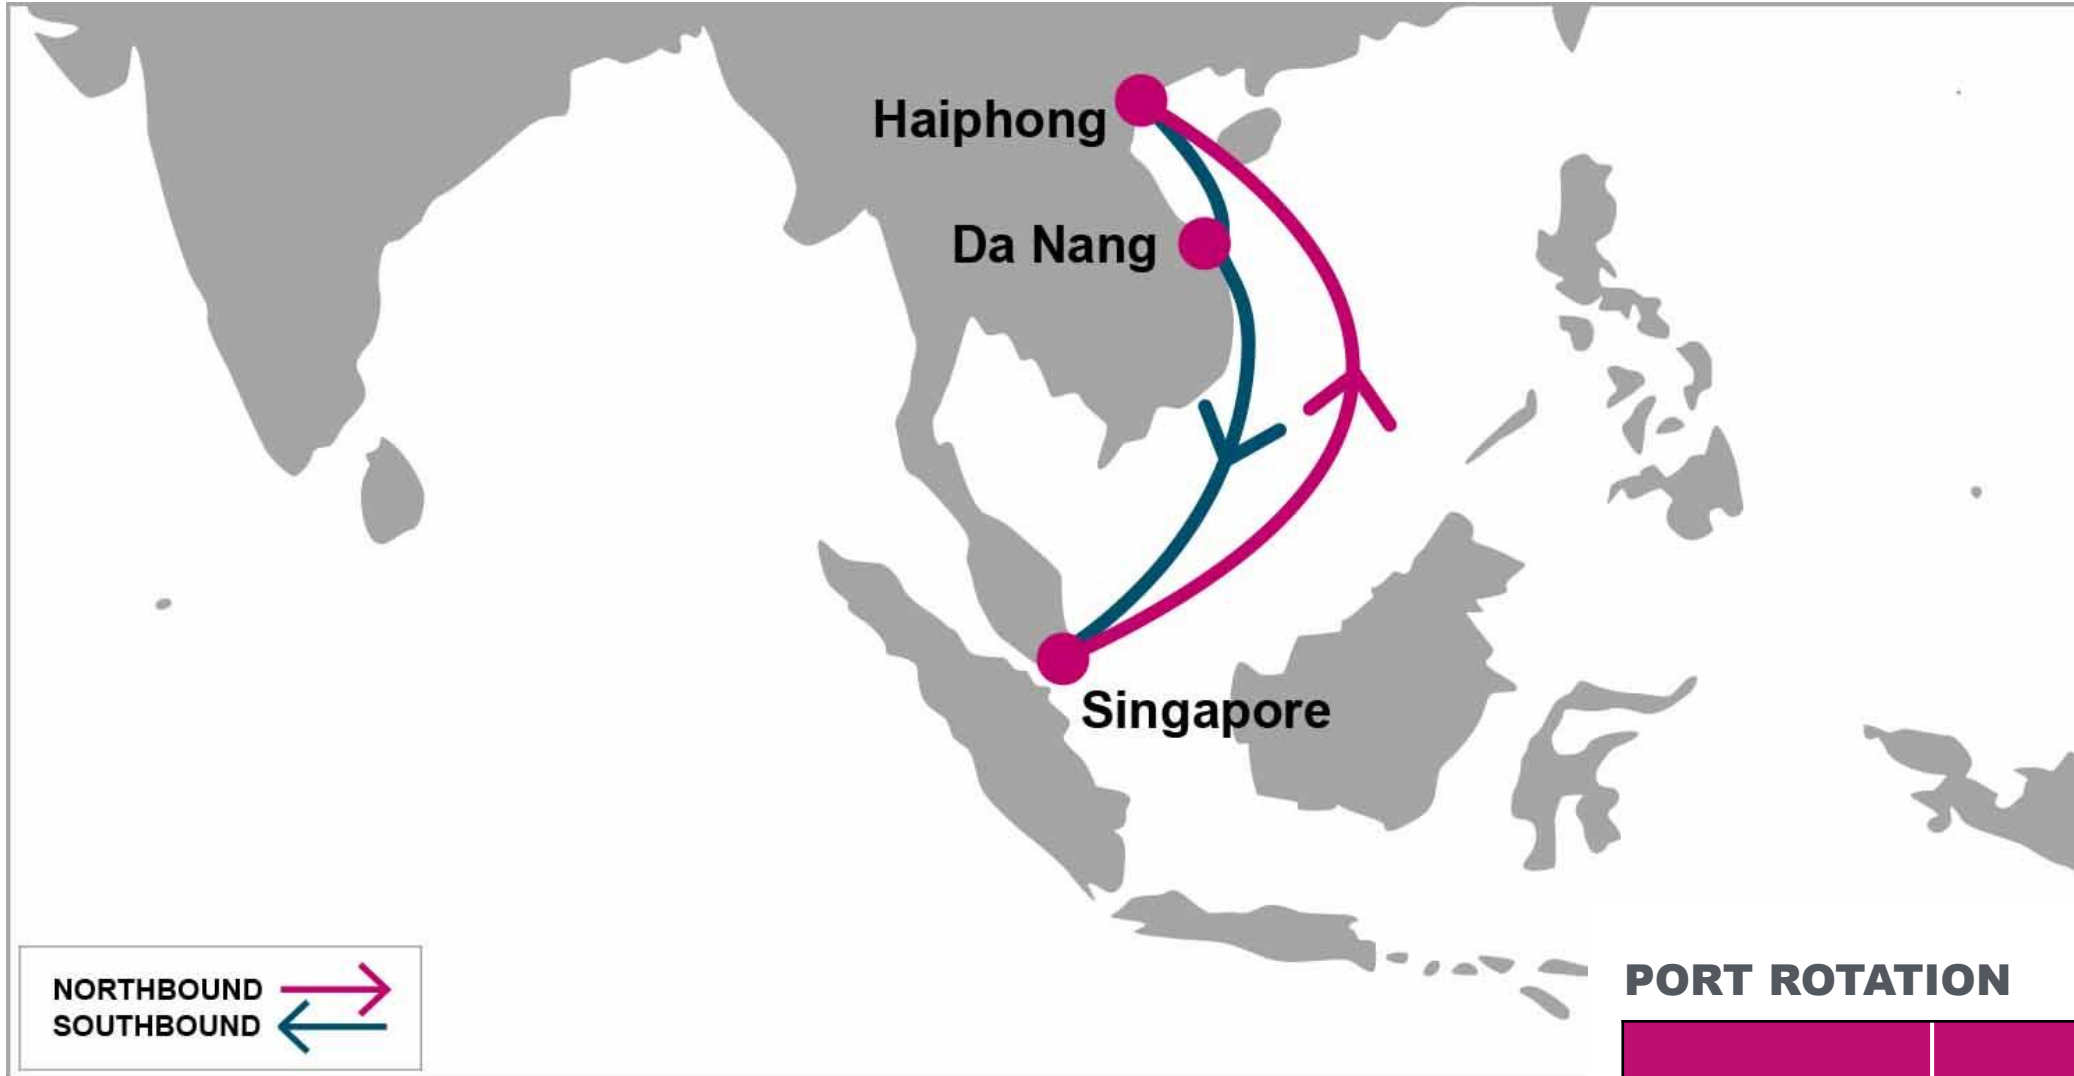 Haiphong
Da Nang
Singapore
NORTHBOUND
SOUTHBOUND
PORT ROTATION